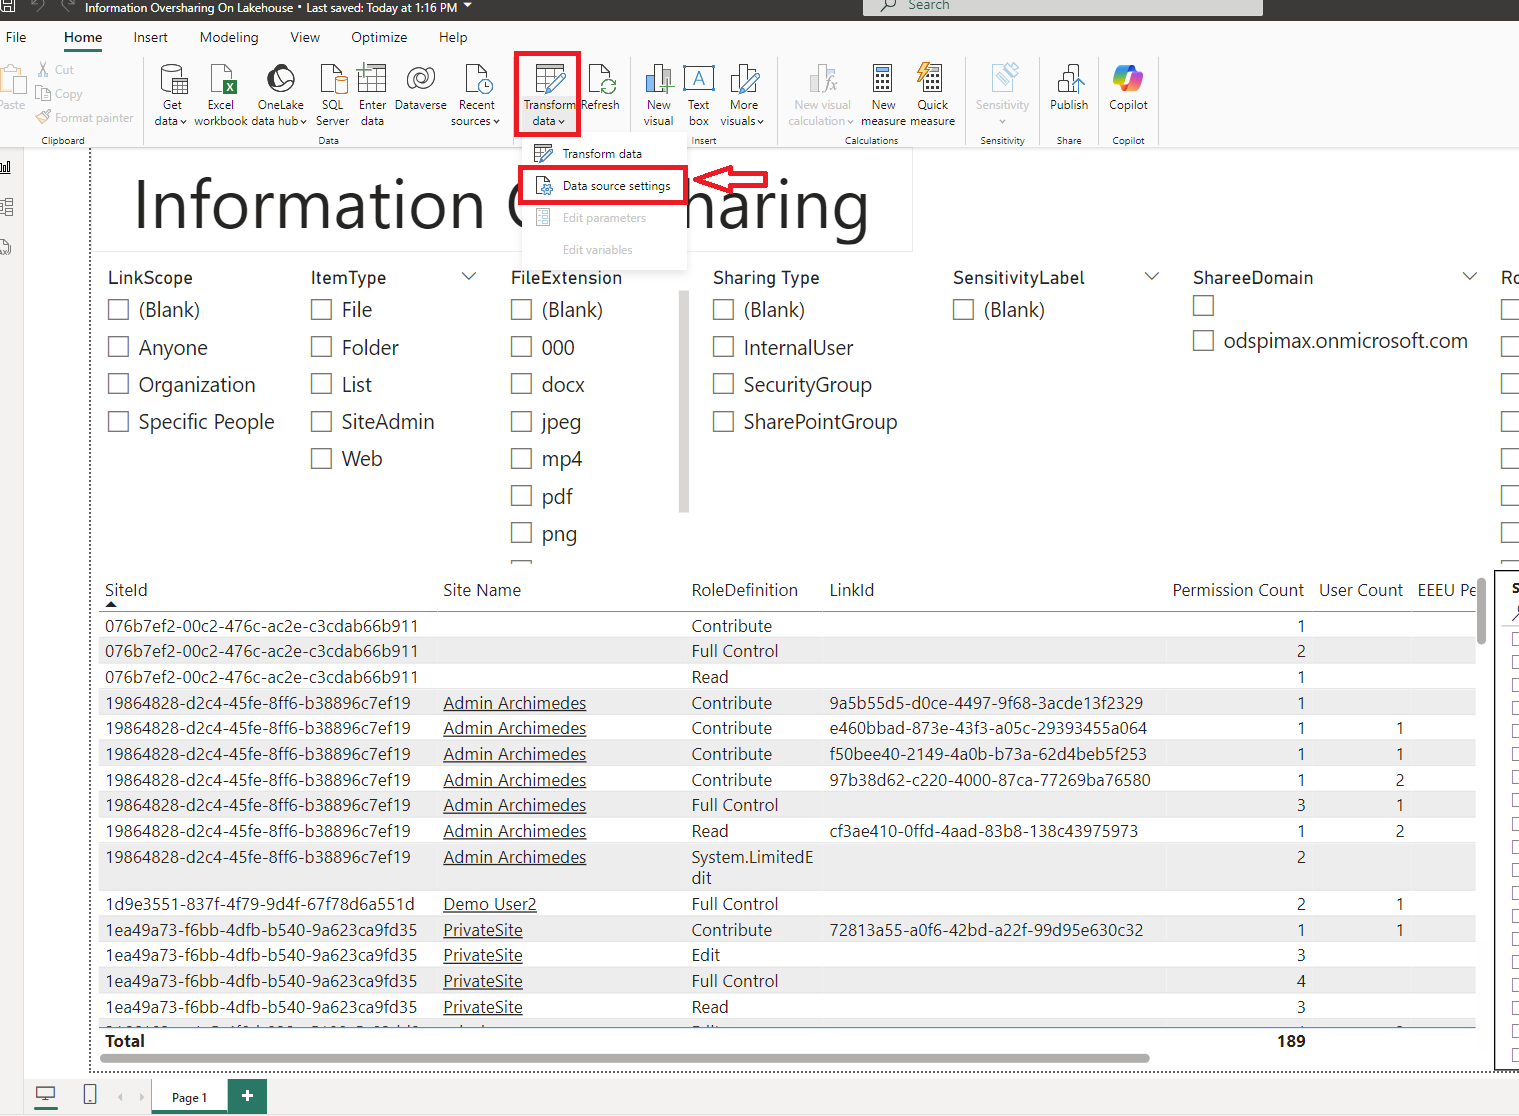 Information Oversharing On Lakehouse • Last saved: Today at 1:16 PM
Search
File Home Insert Modeling View Optimize Help
Paste
Cut
Copy
Format painter
Clipboard
Get data
Excel workbook
OneLake data hub
SQL Server
Enter data
Dataverse
Recent sources
Data
Transform data
Refresh
New visual
Text box
More visuals
Insert
New visual calculation
New measure
Quick measure
Calculations
Sensitivity
Sensitivity
Publish
Share
Copilot
Copilot
Transform data
Data source settings
Edit parameters
Edit variables
Information O haring
LinkScope
(Blank)
Anyone
Organization
Specific People
ItemType
File
Folder
List
SiteAdmin
Web
FileExtension
(Blank)
000
docx
jpeg
mp4
pdf
png
Sharing Type
(Blank)
InternalUser
SecurityGroup
SharePointGroup
SensitivityLabel
(Blank)
ShareeDomain
odspimax.onmicrosoft.com
Ro
SiteId Site Name RoleDefinition LinkId Permission Count User Count EEEU Pe
076b7ef2-00c2-476c-ac2e-c3cdab66b911 Contribute 1
076b7ef2-00c2-476c-ac2e-c3cdab66b911 Full Control 2
076b7ef2-00c2-476c-ac2e-c3cdab66b911 Read 1
19864828-d2c4-45fe-8ff6-b38896c7ef19 Admin Archimedes Contribute 9a5b55d5-d0ce-4497-9f68-3acde13f2329 1
19864828-d2c4-45fe-8ff6-b38896c7ef19 Admin Archimedes Contribute e460bbad-873e-43f3-a05c-29393455a064 1 1
19864828-d2c4-45fe-8ff6-b38896c7ef19 Admin Archimedes Contribute f50bee40-2149-4a0b-b73a-62d4beb5f253 1 1
19864828-d2c4-45fe-8ff6-b38896c7ef19 Admin Archimedes Contribute 97b38d62-c220-4000-87ca-77269ba76580 1 2
19864828-d2c4-45fe-8ff6-b38896c7ef19 Admin Archimedes Full Control 3 1
19864828-d2c4-45fe-8ff6-b38896c7ef19 Admin Archimedes Read cf3ae410-0ffd-4aad-83b8-138c43975973 1 2
19864828-d2c4-45fe-8ff6-b38896c7ef19 Admin Archimedes System.LimitedE 2
dit
1d9e3551-837f-4f79-9d4f-67f78d6a551d Demo User2 Full Control 2 1
1ea49a73-f6bb-4dfb-b540-9a623ca9fd35 PrivateSite Contribute 72813a55-a0f6-42bd-a22f-99d95e630c32 1 1
1ea49a73-f6bb-4dfb-b540-9a623ca9fd35 PrivateSite Edit 3
1ea49a73-f6bb-4dfb-b540-9a623ca9fd35 PrivateSite Full Control 4
1ea49a73-f6bb-4dfb-b540-9a623ca9fd35 PrivateSite Read 3
Total 189
Page 1